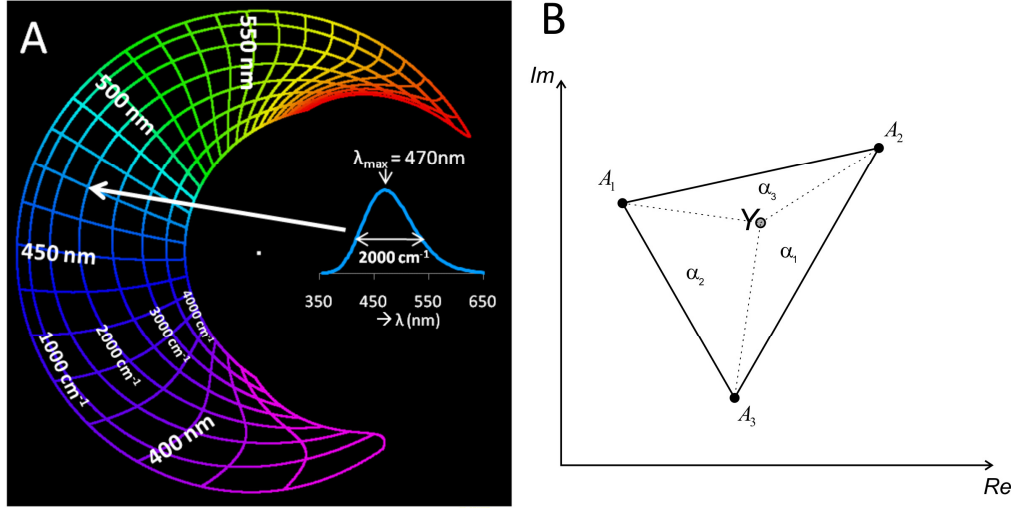 A
550 nm
500 nm
λmax = 470nm
450 nm
2000 cm-1
350 450 550 650
→ λ (nm)
4000 cm-1
3000 cm-1
2000 cm-1
1000 cm-1
400 nm
B
Im
A2
A1
α3
Y
α1
α2
A3
Re